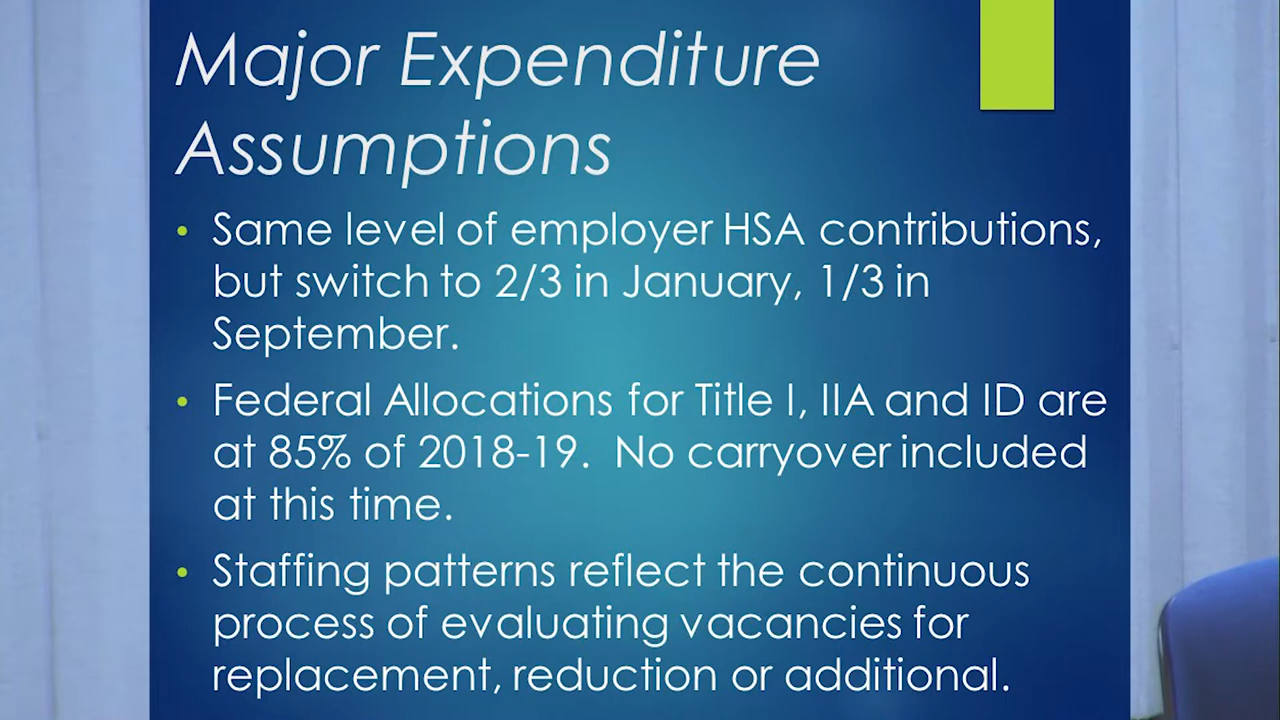 Major Expenditure
Assumptions
• Same level of employer HSA contributions,
but switch to 2/3 in January, 1/3 in
September.
• Federal Allocations for Title I, IIA and ID are
at 85% of 2018-19. No carryover included
at this time.
• Staffing patterns reflect the continuous
process of evaluating vacancies for
replacement, reduction or additional.